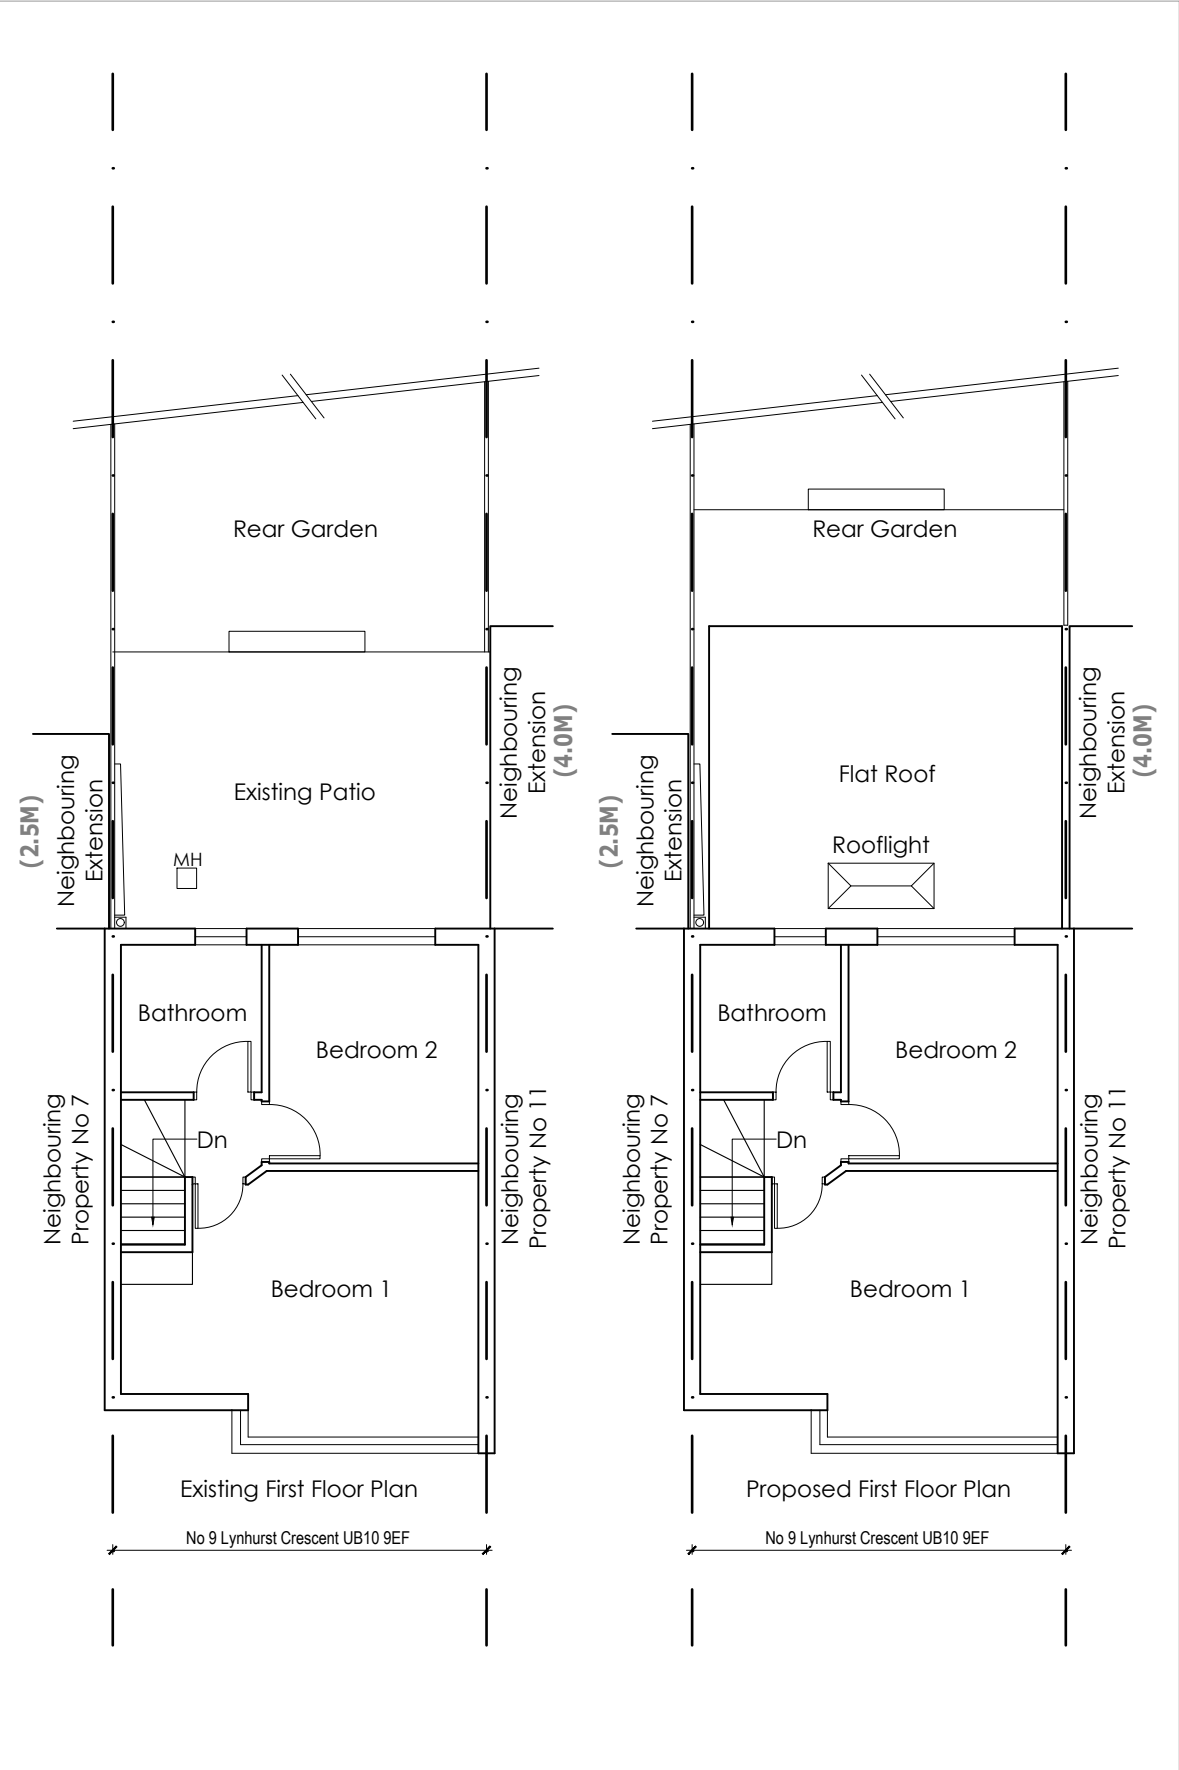 Rear Garden
Neighbouring
Extension
(4.0M)
Existing Patio
(2.5M)
Neighbouring
Extension
MH
Bathroom
Bedroom 2
Neighbouring
Property No 7
Dn
Neighbouring
Property No 11
Bedroom 1
Existing First Floor Plan
No 9 Lynhurst Crescent UB10 9EF
Rear Garden
Neighbouring
Extension
(4.0M)
Flat Roof
(2.5M)
Neighbouring
Extension
Rooflight
Bathroom
Bedroom 2
Neighbouring
Property No 7
Dn
Neighbouring
Property No 11
Bedroom 1
Proposed First Floor Plan
No 9 Lynhurst Crescent UB10 9EF